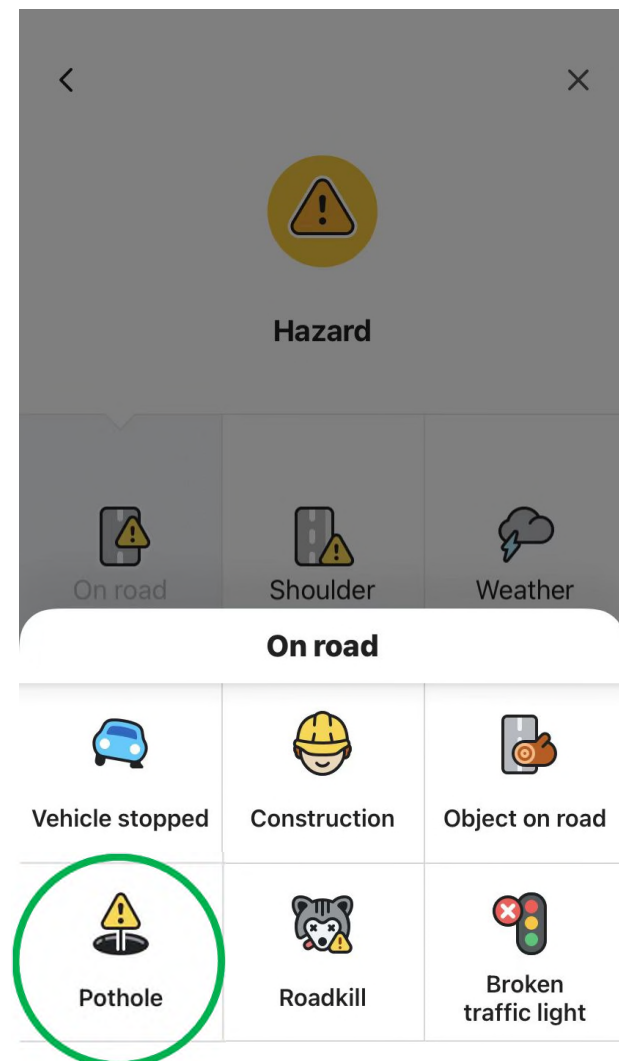 Hazard
On road
Shoulder
Weather
On road
Vehicle stopped
Construction
Object on road
Pothole
Roadkill
Broken
traffic light